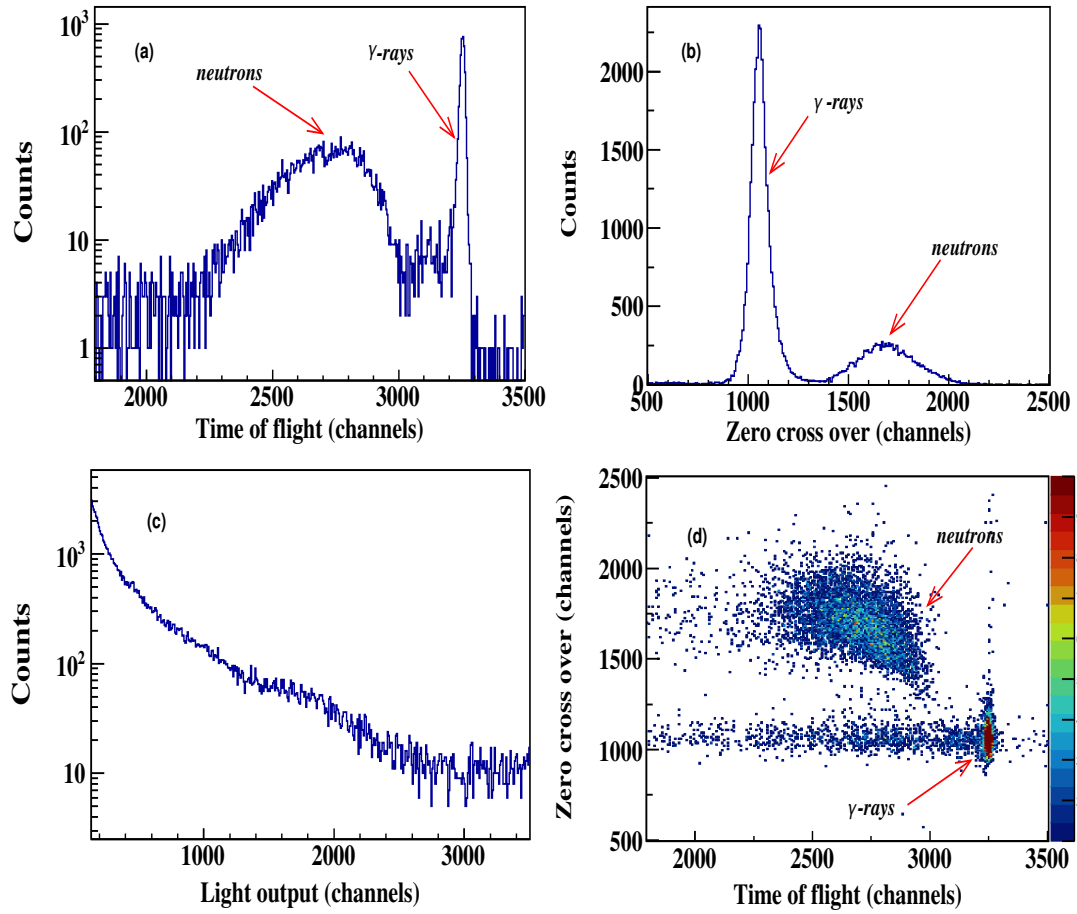 (a)
γ-rays
neutrons
Counts
10³
10²
10
1
2000 2500 3000 3500
Time of flight (channels)
(b)
γ -rays
neutrons
Counts
2000
1500
1000
500
0
500 1000 1500 2000 2500
Zero cross over (channels)
(c)
Counts
10³
10²
10
1000 2000 3000
Light output (channels)
(d)
neutrons
γ-rays
Zero cross over (channels)
2500
2000
1500
1000
500
2000 2500 3000 3500
Time of flight (channels)